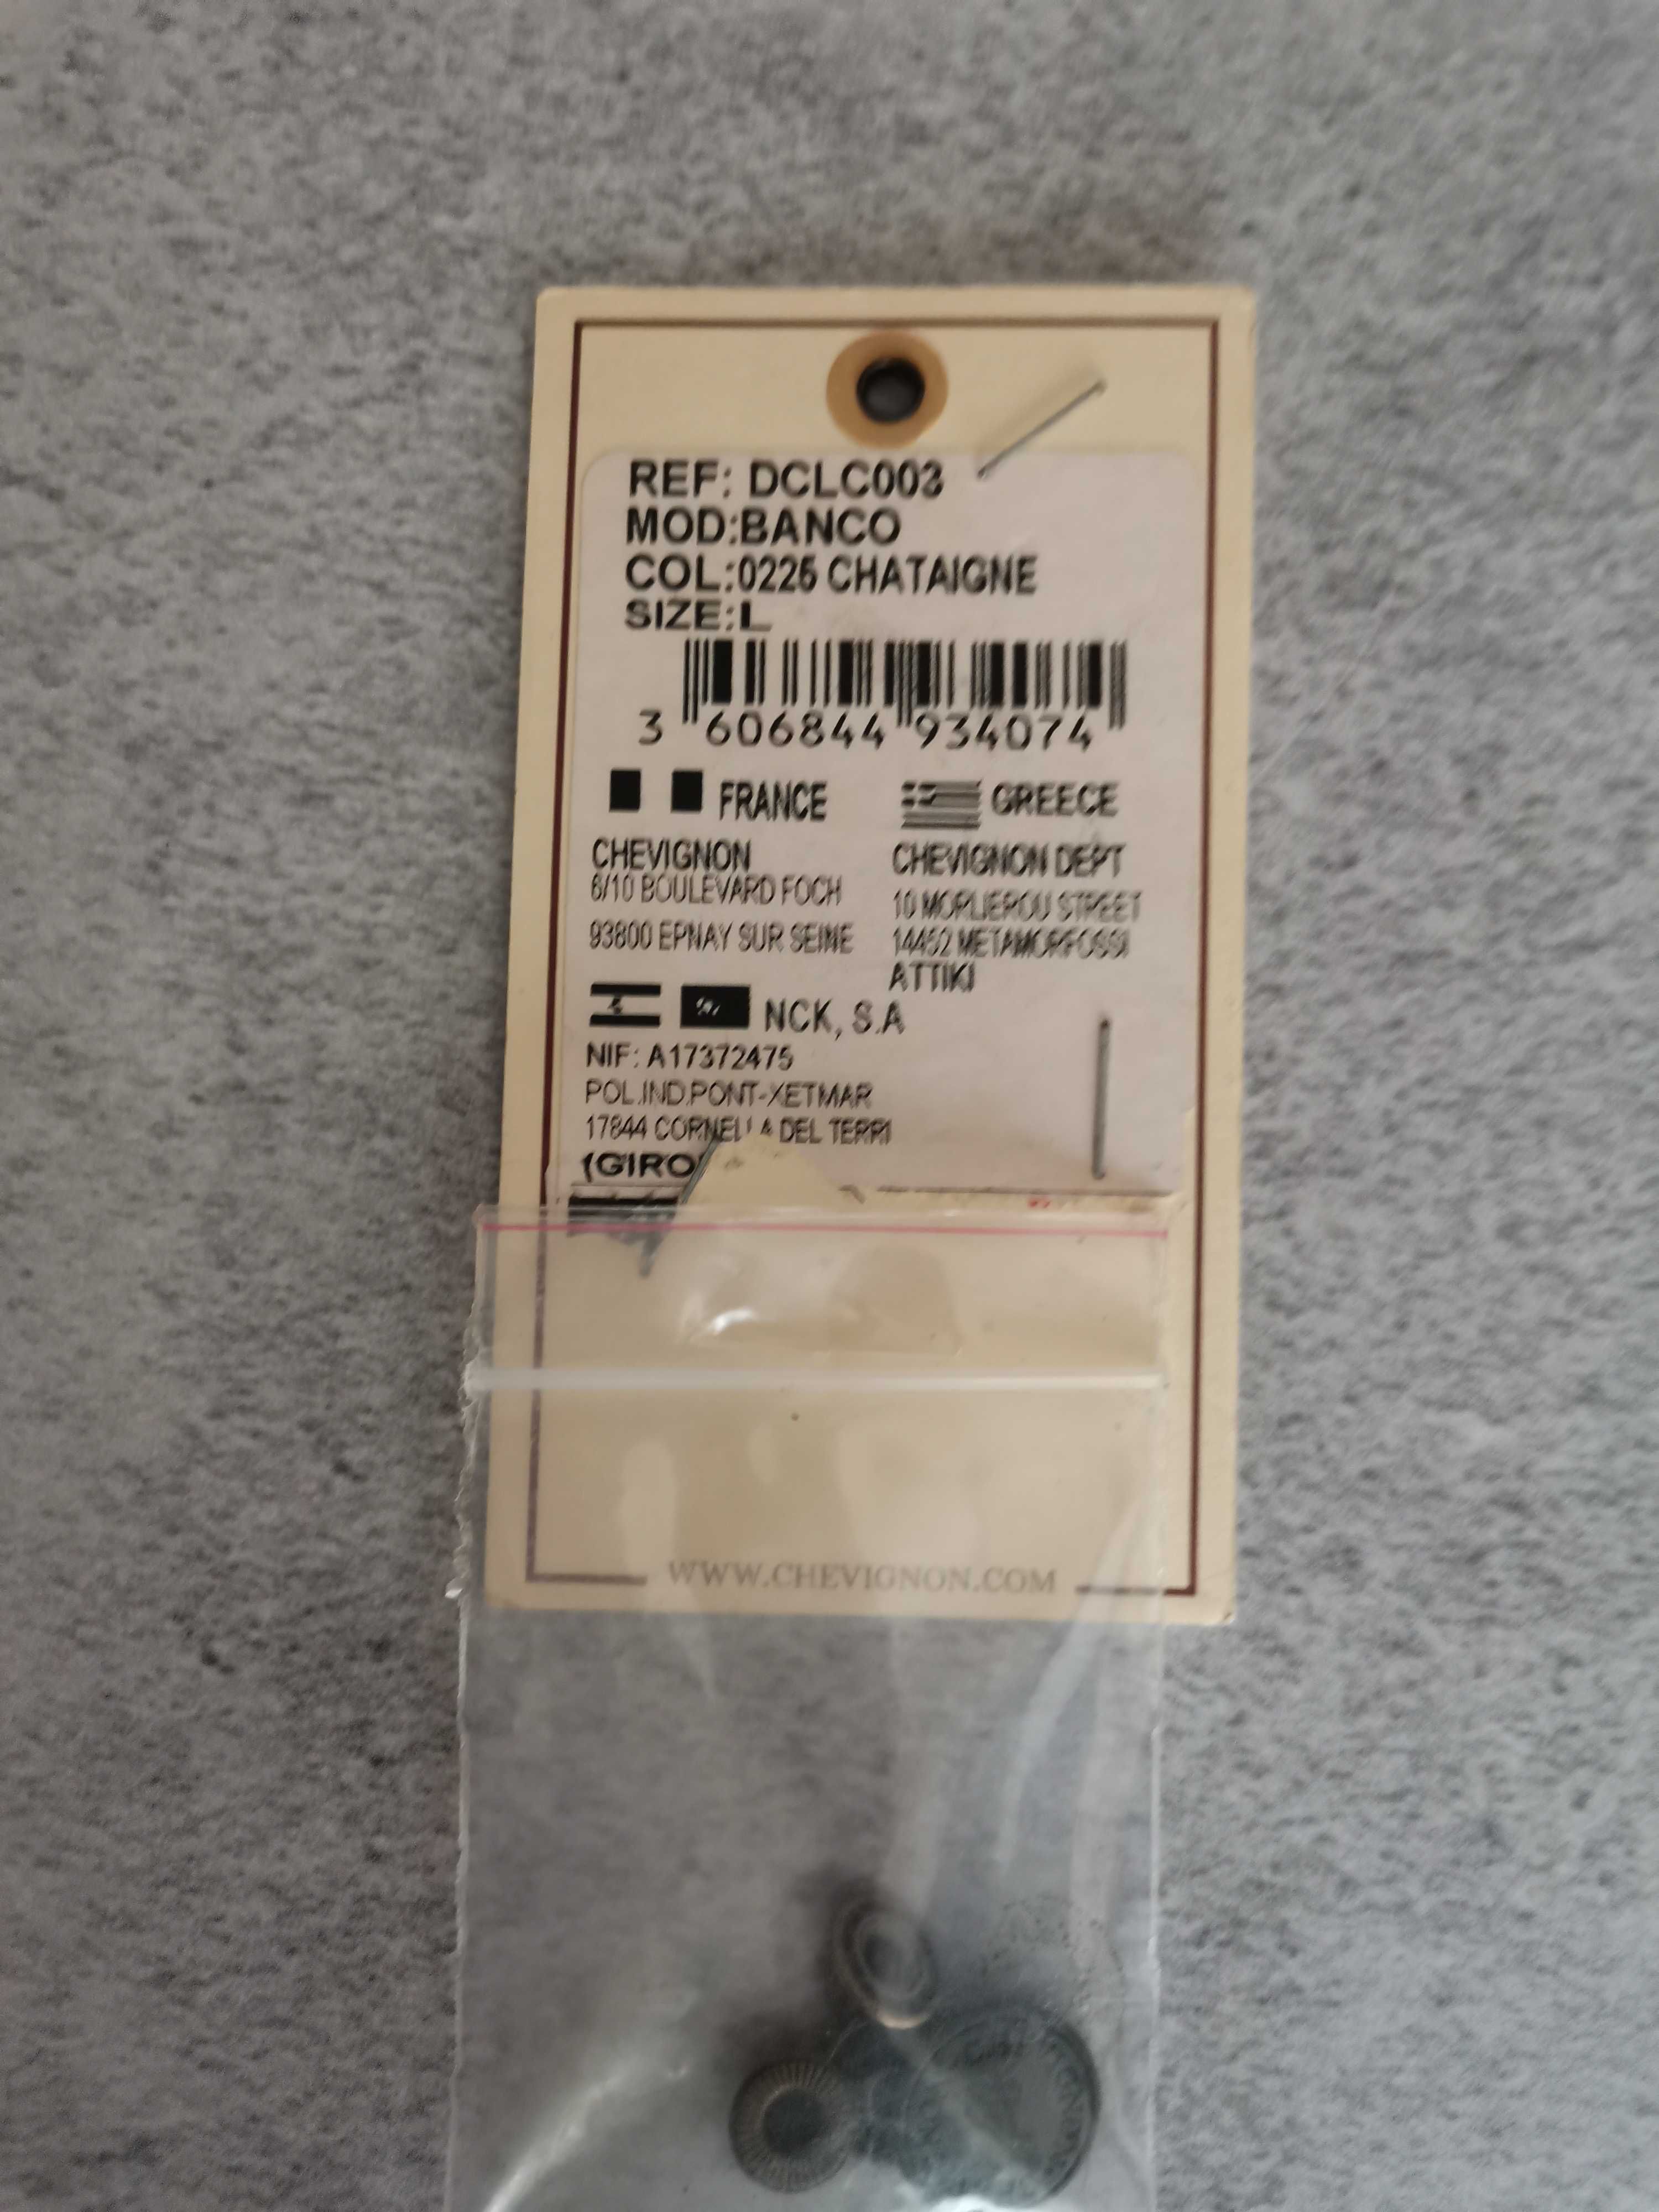 REF: DCLC003
MOD:BANCO
COL:0225 CHATAIGNE
SIZE:L
3 606844 934074
FRANCE
CHEVIGNON
6/10 BOULEVARD FOCH
93800 EPNAY SUR SEINE
GREECE
CHEVIGNON DEPT
10 MORLIEROU STREET
14452 METAMORFOSSI
ATTIKI
NCK, S.A
NIF: A17372475
POL.IND.PONT-XETMAR
17844 CORNELLA DEL TERRI
(GIRO
WWW.CHEVIGNON.COM